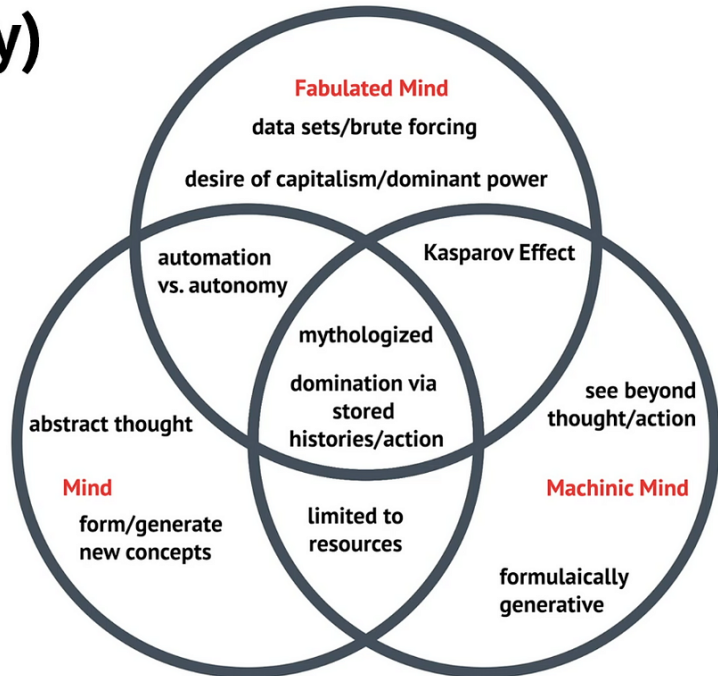 y)
Fabulated Mind
data sets/brute forcing
desire of capitalism/dominant power
automation
vs. autonomy
Kasparov Effect
mythologized
domination via
stored
histories/action
see beyond
thought/action
abstract thought
Mind
form/generate
new concepts
limited to
resources
Machinic Mind
formulaically
generative